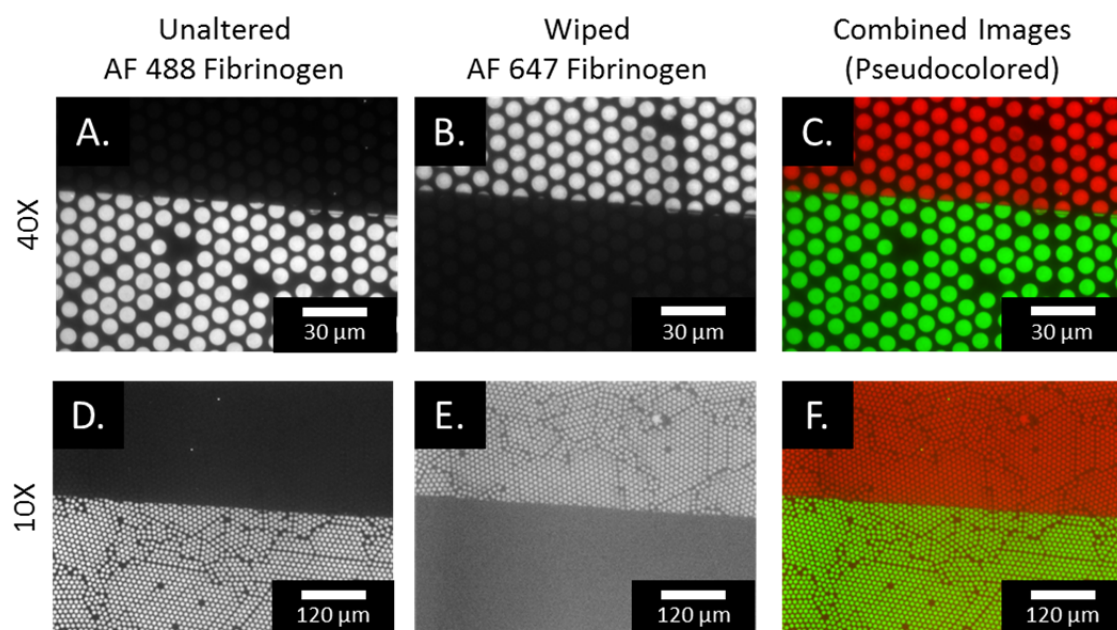 Unaltered
AF 488 Fibrinogen
Wiped
AF 647 Fibrinogen
Combined Images
(Pseudocolored)
40X
A.
30 µm
B.
30 µm
C.
30 µm
10X
D.
120 µm
E.
120 µm
F.
120 µm